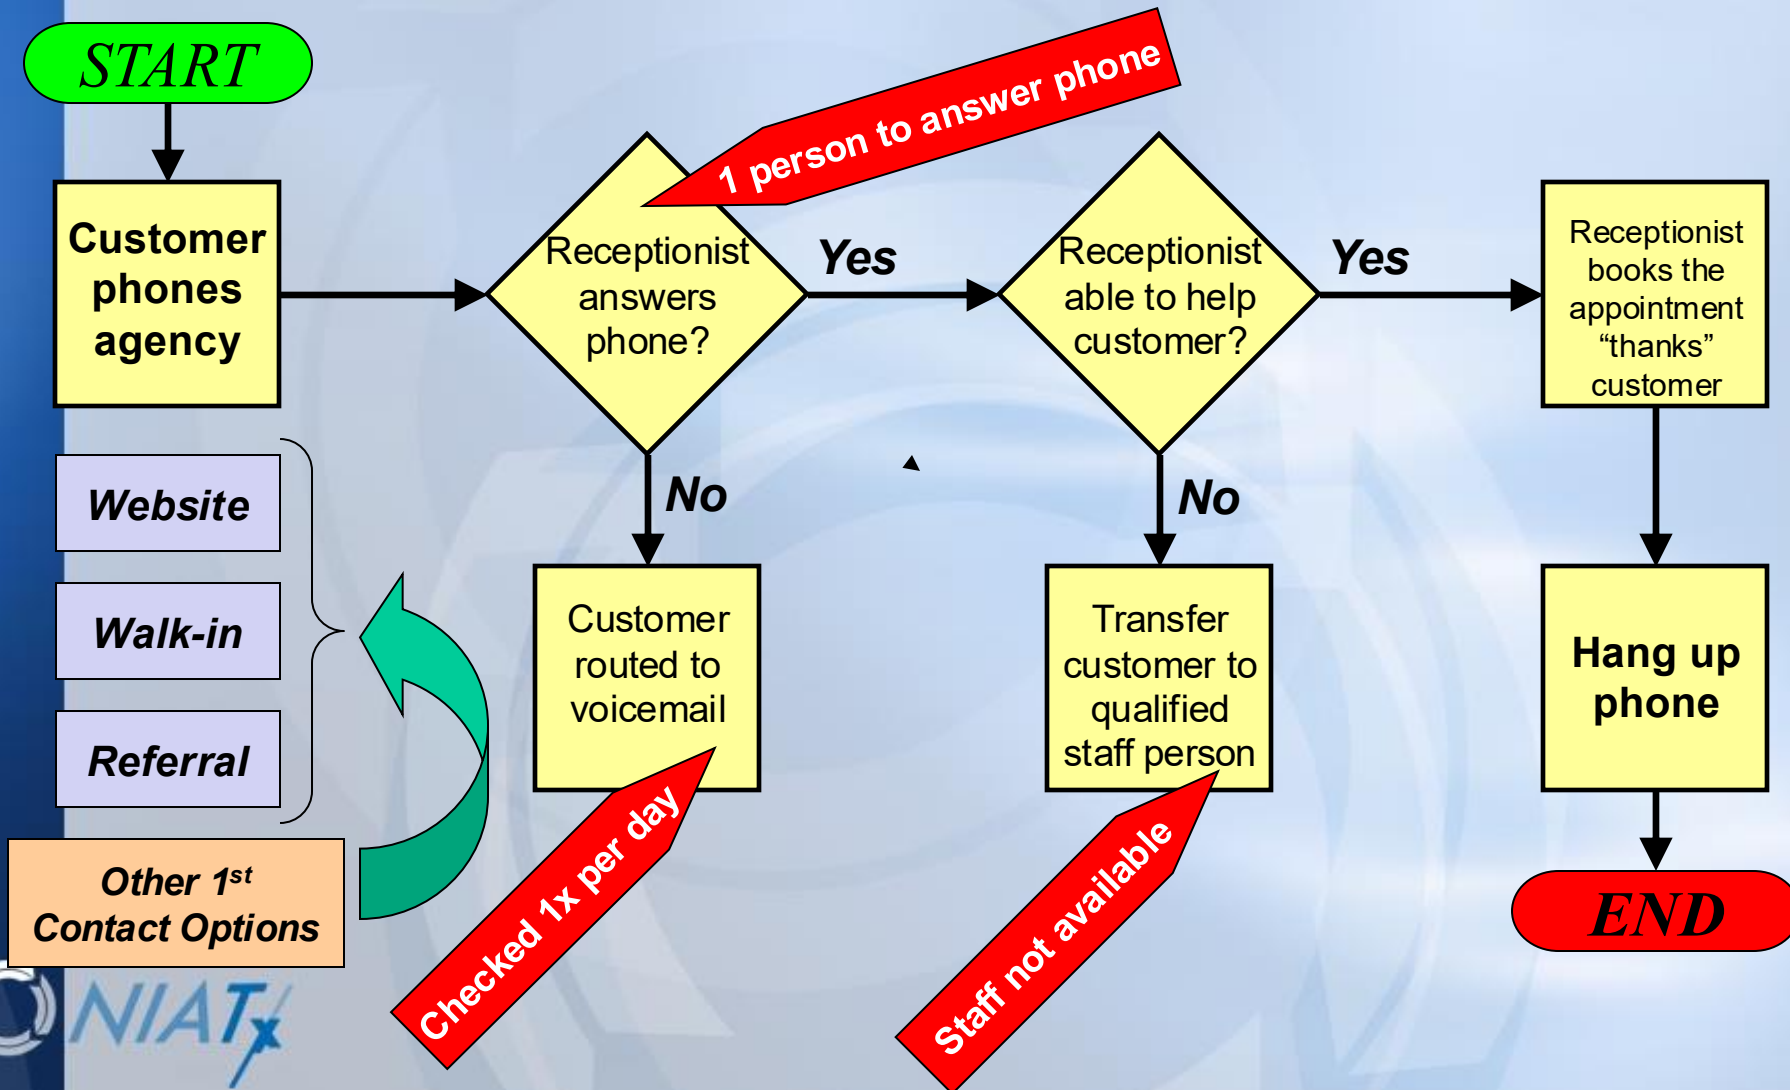 START
1 person to answer phone
Customer
phones
agency
Receptionist
answers
phone?
Yes
Receptionist
able to help
customer?
Yes
Receptionist
books the
appointment
“thanks”
customer
No
No
Website
Walk-in
Referral
Other 1st
Contact Options
Customer
routed to
voicemail
Transfer
customer to
qualified
staff person
Hang up
phone
Checked 1x per day
Staff not available
END
NIATx